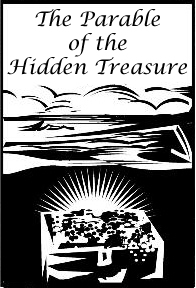 The Parable
of the
Hidden Treasure